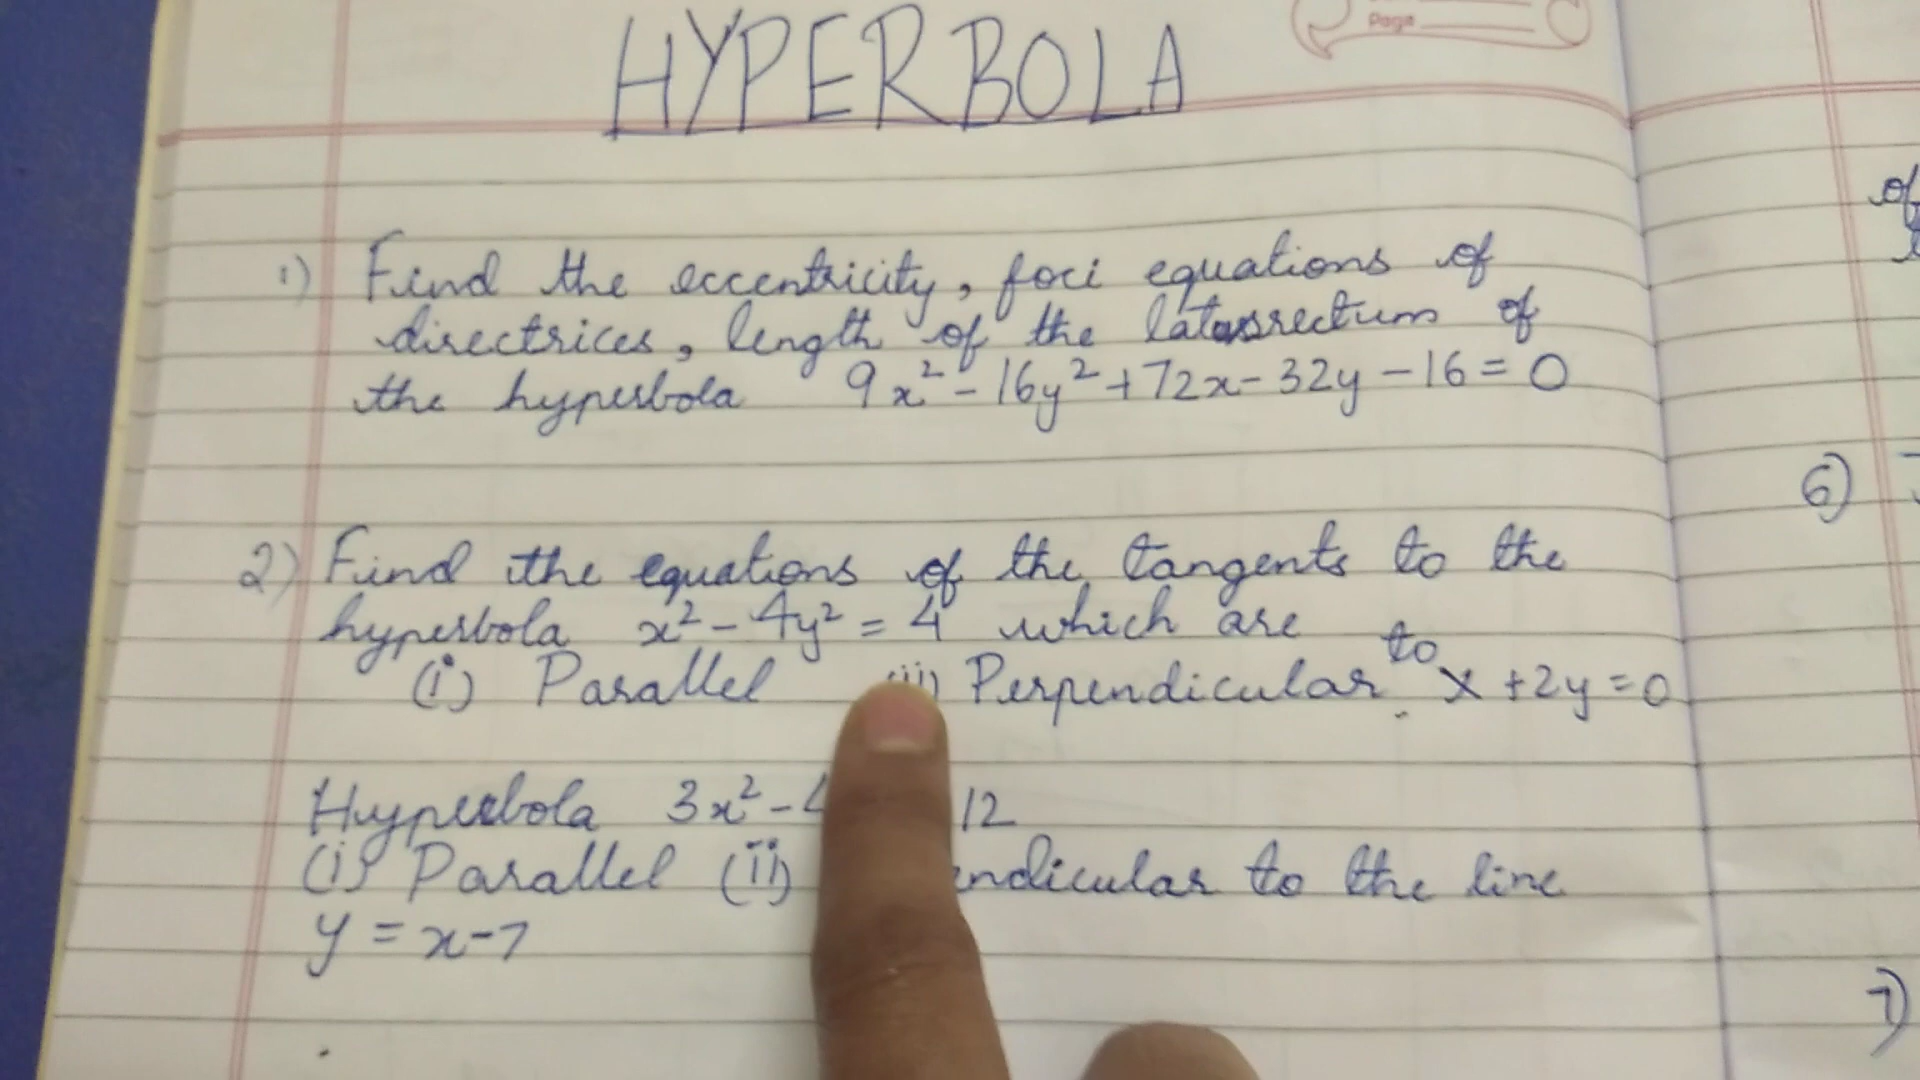 Page
HYPERBOLA
1) Find the eccentricity, foci equations of
directrices, length of the latusrectum of
the hyperbola 9x² - 16y² + 72x - 32y - 16 = 0
2) Find the equations of the tangents to the
hyperbola x² - 4y² = 4 which are
(i) Parallel (ii) Perpendicular to x + 2y = 0
Hyperbola 3x² - 12
(i) Parallel (ii) endicular to the line
y = x - 7
of
6)
7)